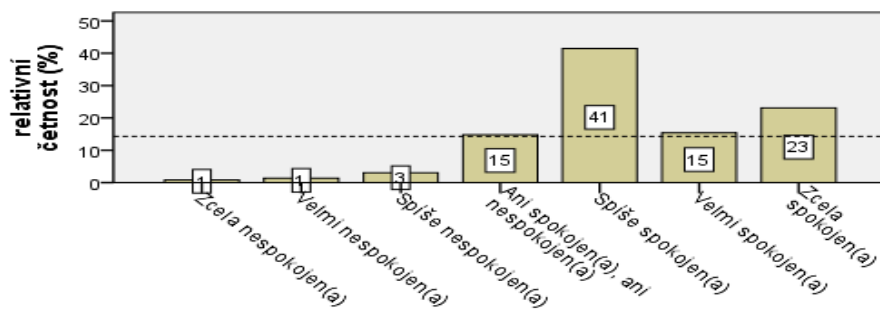 relativní
četnost (%)
50
40
30
20
10
0
1
1
3
15
41
15
23
Zcela nespokojen(a)
Velmi nespokojen(a)
Spíše nespokojen(a)
Ani spokojen(a), ani
nespokojen(a)
Spíše spokojen(a)
Velmi spokojen(a)
Zcela
spokojen(a)